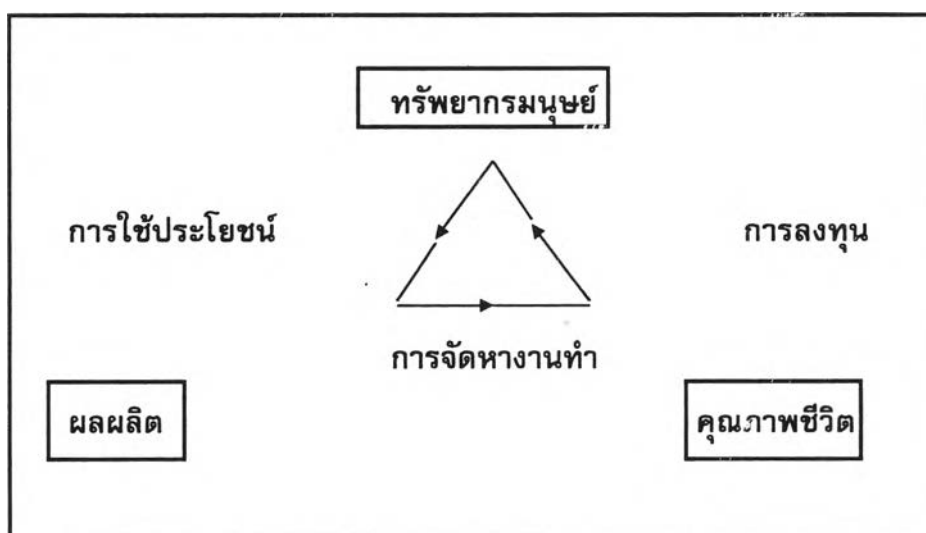 ทรัพยากรมนุษย์
การใช้ประโยชน์
การลงทุน
การจัดหางานทำ
ผลผลิต
คุณภาพชีวิต